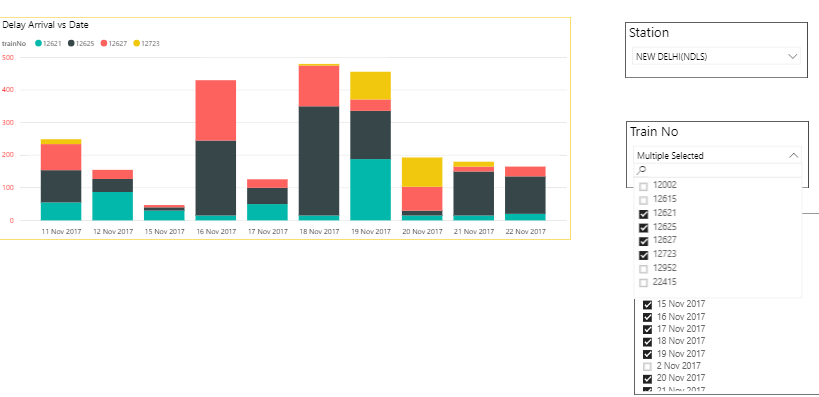 Delay Arrival vs Date
trainNo 12621 12625 12627 12723
500
400
300
200
100
0
11 Nov 2017 12 Nov 2017 15 Nov 2017 16 Nov 2017 17 Nov 2017 18 Nov 2017 19 Nov 2017 20 Nov 2017 21 Nov 2017 22 Nov 2017
Station
NEW DELHI(NDLS)
Train No
Multiple Selected
12002
12615
12621
12625
12627
12723
12952
22415
15 Nov 2017
16 Nov 2017
17 Nov 2017
18 Nov 2017
19 Nov 2017
2 Nov 2017
20 Nov 2017
21 Nov 2017